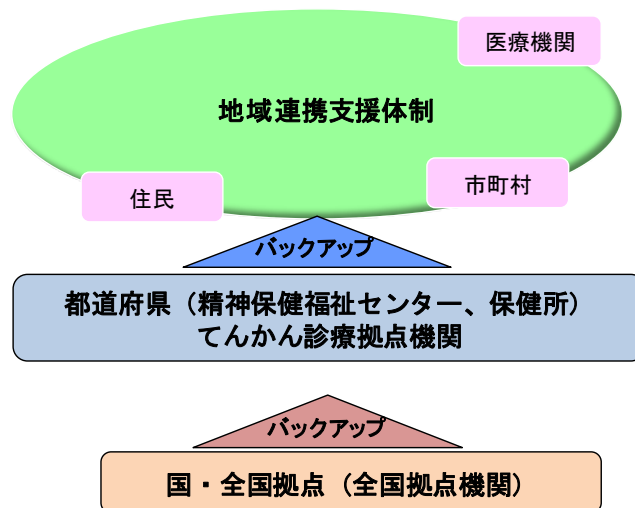 医療機関
地域連携支援体制
市町村
住民
バックアップ
都道府県（精神保健福祉センター、保健所）
てんかん診療拠点機関
バックアップ
国・全国拠点（全国拠点機関）